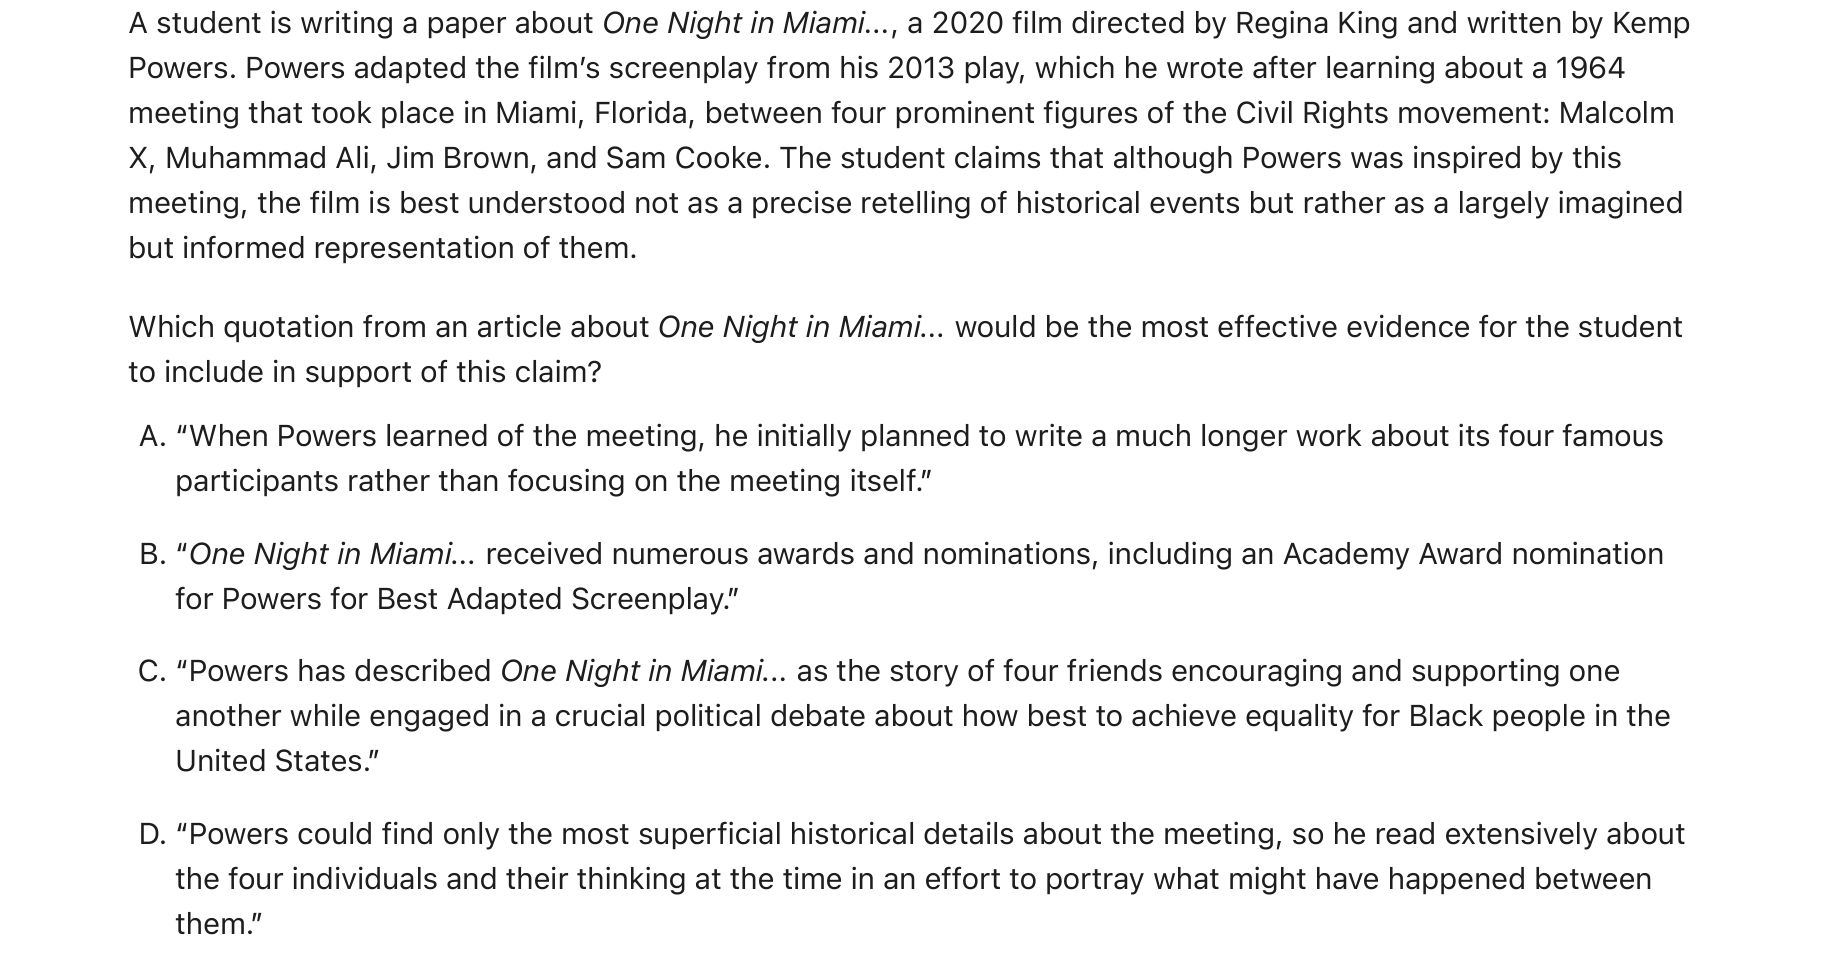 A student is writing a paper about One Night in Miami..., a 2020 film directed by Regina King and written by Kemp
Powers. Powers adapted the film’s screenplay from his 2013 play, which he wrote after learning about a 1964
meeting that took place in Miami, Florida, between four prominent figures of the Civil Rights movement: Malcolm
X, Muhammad Ali, Jim Brown, and Sam Cooke. The student claims that although Powers was inspired by this
meeting, the film is best understood not as a precise retelling of historical events but rather as a largely imagined
but informed representation of them.
Which quotation from an article about One Night in Miami... would be the most effective evidence for the student
to include in support of this claim?
A. “When Powers learned of the meeting, he initially planned to write a much longer work about its four famous
participants rather than focusing on the meeting itself.”
B. “One Night in Miami... received numerous awards and nominations, including an Academy Award nomination
for Powers for Best Adapted Screenplay.”
C. “Powers has described One Night in Miami... as the story of four friends encouraging and supporting one
another while engaged in a crucial political debate about how best to achieve equality for Black people in the
United States.”
D. “Powers could find only the most superficial historical details about the meeting, so he read extensively about
the four individuals and their thinking at the time in an effort to portray what might have happened between
them.”